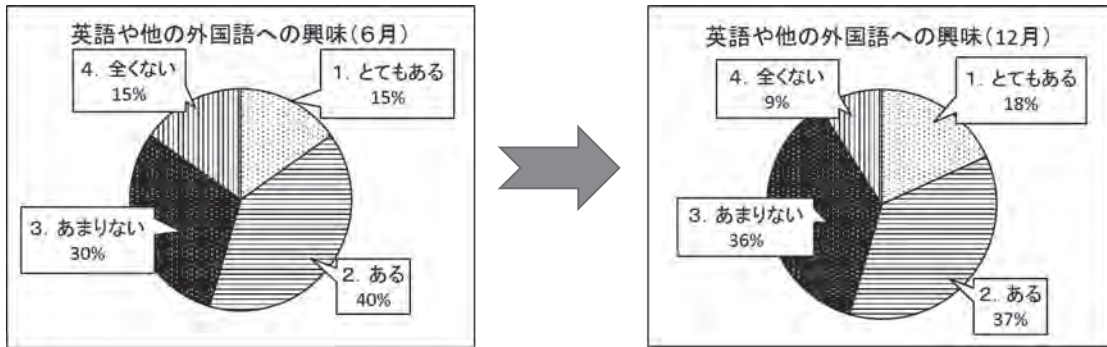 英語や他の外国語への興味(6月)
4. 全くない
15%
1. とてもある
15%
3. あまりない
30%
2. ある
40%
英語や他の外国語への興味(12月)
4. 全くない
9%
1. とてもある
18%
3. あまりない
36%
2. ある
37%